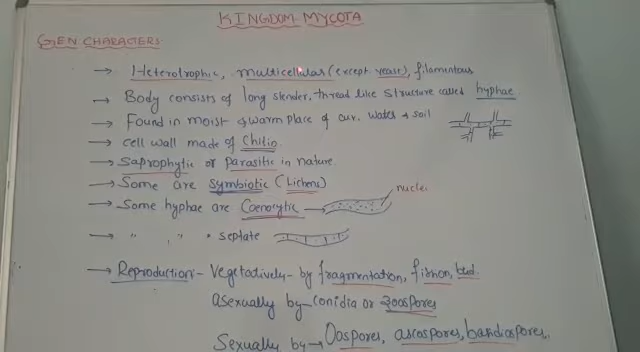 KINGDOM MYCOTA
GEN. CHARACTERS
→ Heterotrophic, multicellular (except yeast), filamentous
→ Body consists of long slender, thread like structure called hyphae
→ Found in moist & warm place of air, water & soil
→ cell wall made of Chitin
→ Saprophytic or parasitic in nature.
→ Some are symbiotic (Lichens)
→ Some hyphae are Coenocytic → nuclei
→ " " " septate
→ Reproduction - Vegetatively - by fragmentation, fission, bud.
asexually by - conidia or zoospores
Sexually by → Oospores, ascospores,